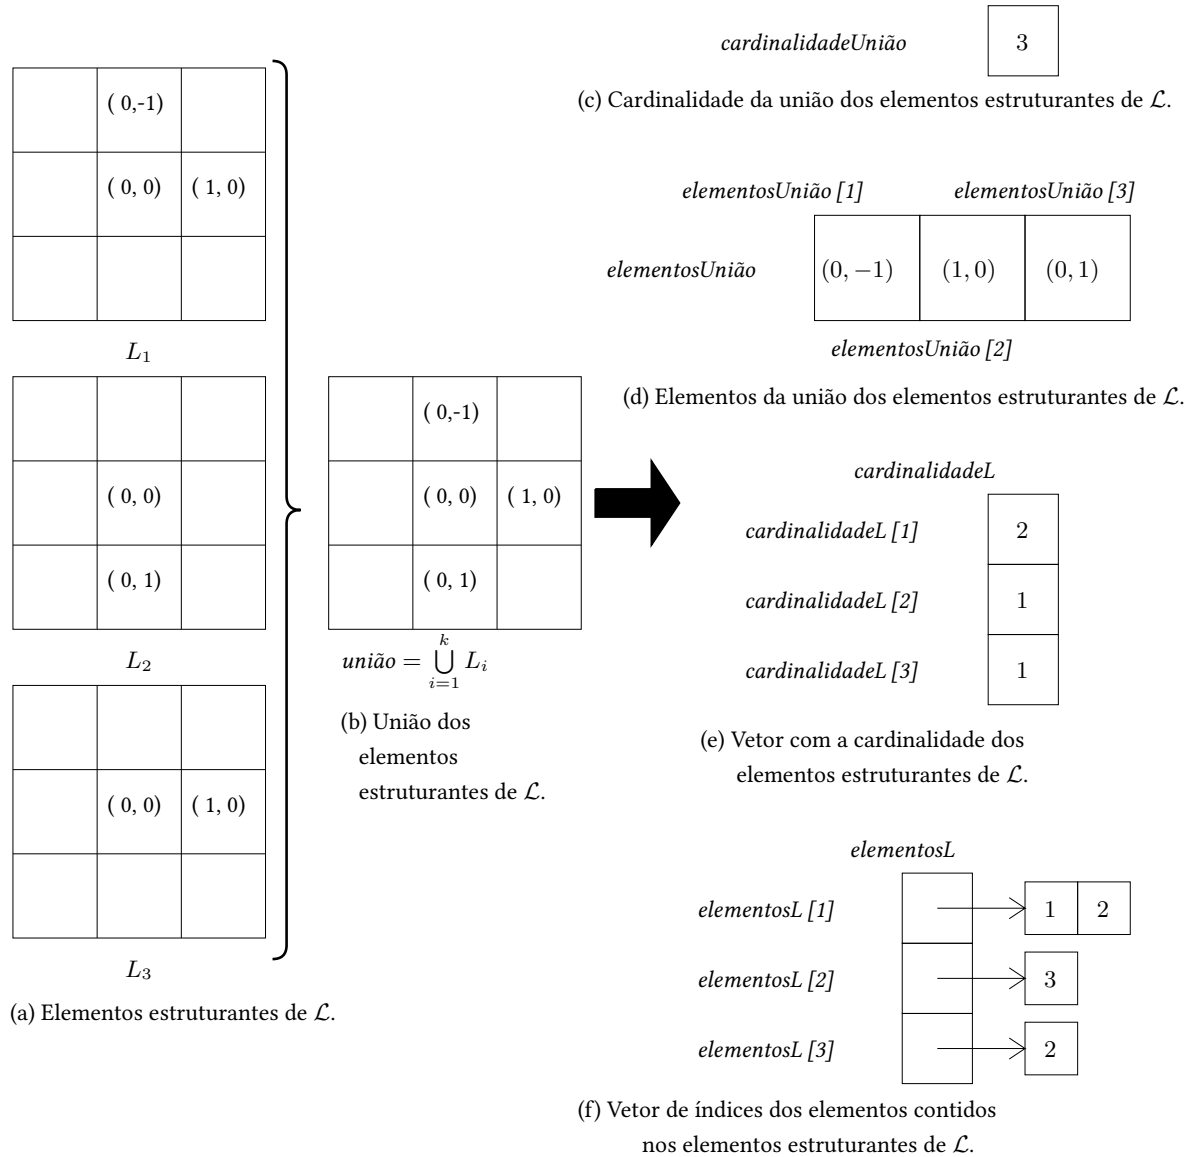 ( 0,-1)
( 0, 0) ( 1, 0)
L₁
( 0, 0)
( 0, 1)
L₂
( 0, 0) ( 1, 0)
L₃
(a) Elementos estruturantes de ℒ.
( 0,-1)
( 0, 0) ( 1, 0)
( 0, 1)
união = ⋃ᵏᵢ₌₁ Lᵢ
(b) União dos
elementos
estruturantes de ℒ.
cardinalidadeUnião 3
(c) Cardinalidade da união dos elementos estruturantes de ℒ.
elementosUnião [1] elementosUnião [3]
elementosUnião (0, −1) (1, 0) (0, 1)
elementosUnião [2]
(d) Elementos da união dos elementos estruturantes de ℒ.
cardinalidadeL
cardinalidadeL [1] 2
cardinalidadeL [2] 1
cardinalidadeL [3] 1
(e) Vetor com a cardinalidade dos
elementos estruturantes de ℒ.
elementosL
elementosL [1] 1 2
elementosL [2] 3
elementosL [3] 2
(f) Vetor de índices dos elementos contidos
nos elementos estruturantes de ℒ.